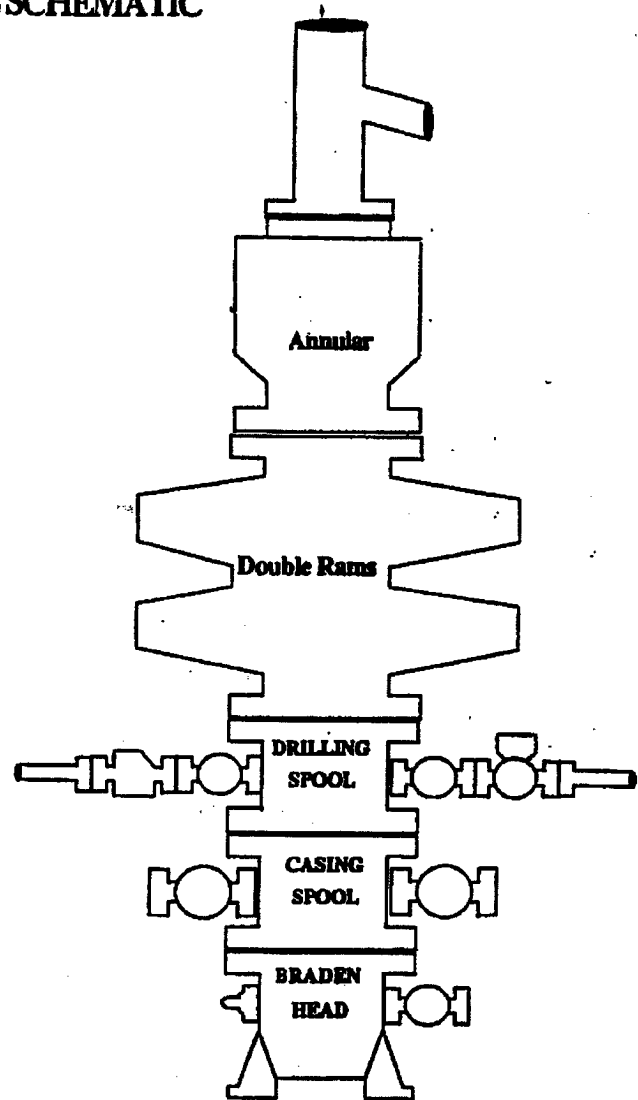 SCHEMATIC
Annular
Double Rams
DRILLING
SPOOL
CASING
SPOOL
BRADEN
HEAD